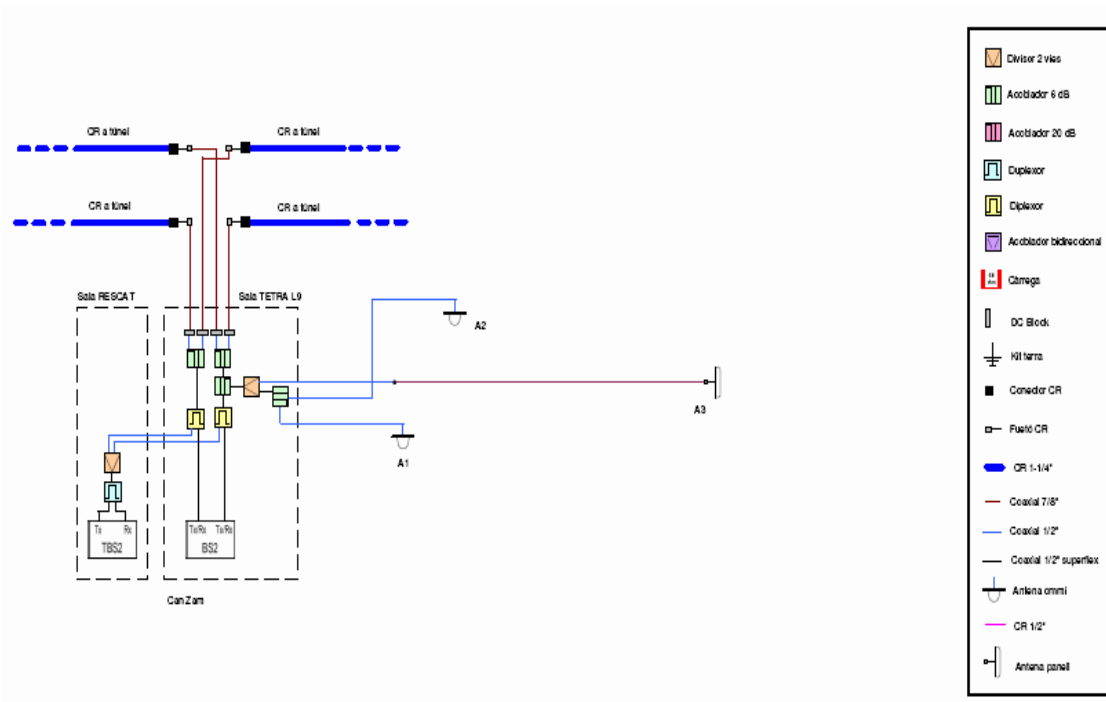 CR a túnel
CR a túnel
CR a túnel
CR a túnel
Sala RESCAT
Sala TETRA L9
A2
A3
A1
Tx
Rx
TBS2
Tx/Rx
Tx/Rx
BS2
Can Zam
Divisor 2 vies
Acoblador 6 dB
Acoblador 20 dB
Duplexor
Diplexor
Acoblador bidireccional
Càrrega
DC Block
Kit terra
Conector CR
Fuetó CR
CR 1-1/4"
Coaxial 7/8"
Coaxial 1/2"
Coaxial 1/2" superflex
Antena omni
CR 1/2"
Antena panell